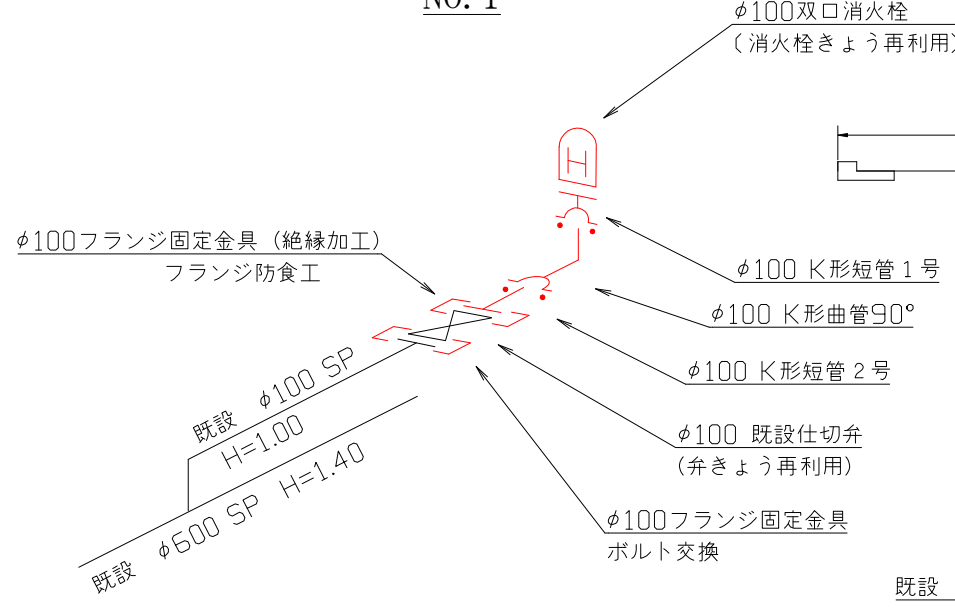 NO. 1
φ100双口消火栓
(消火栓きょう再利用)
H
φ100フランジ固定金具 (絶縁加工)
フランジ防食工
φ100 K形短管1号
φ100 K形曲管90°
φ100 K形短管2号
φ100 既設仕切弁
(弁きょう再利用)
φ100フランジ固定金具
ボルト交換
既設 φ100 SP
H=1.00
既設 φ600 SP H=1.40
既設